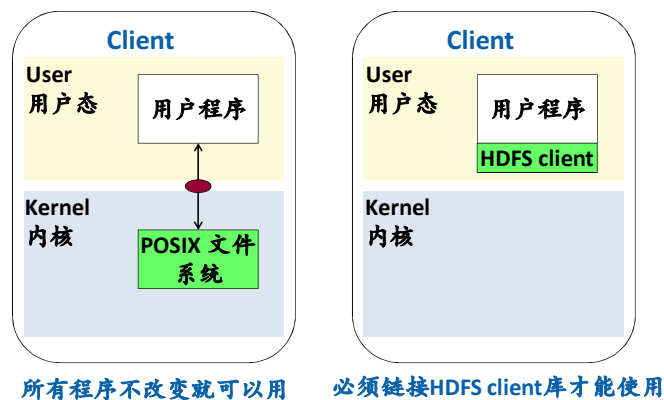 Client
User
用户态
用户程序
Kernel
内核
POSIX 文件
系统
所有程序不改变就可以用
Client
User
用户态
用户程序
HDFS client
Kernel
内核
必须链接HDFS client库才能使用